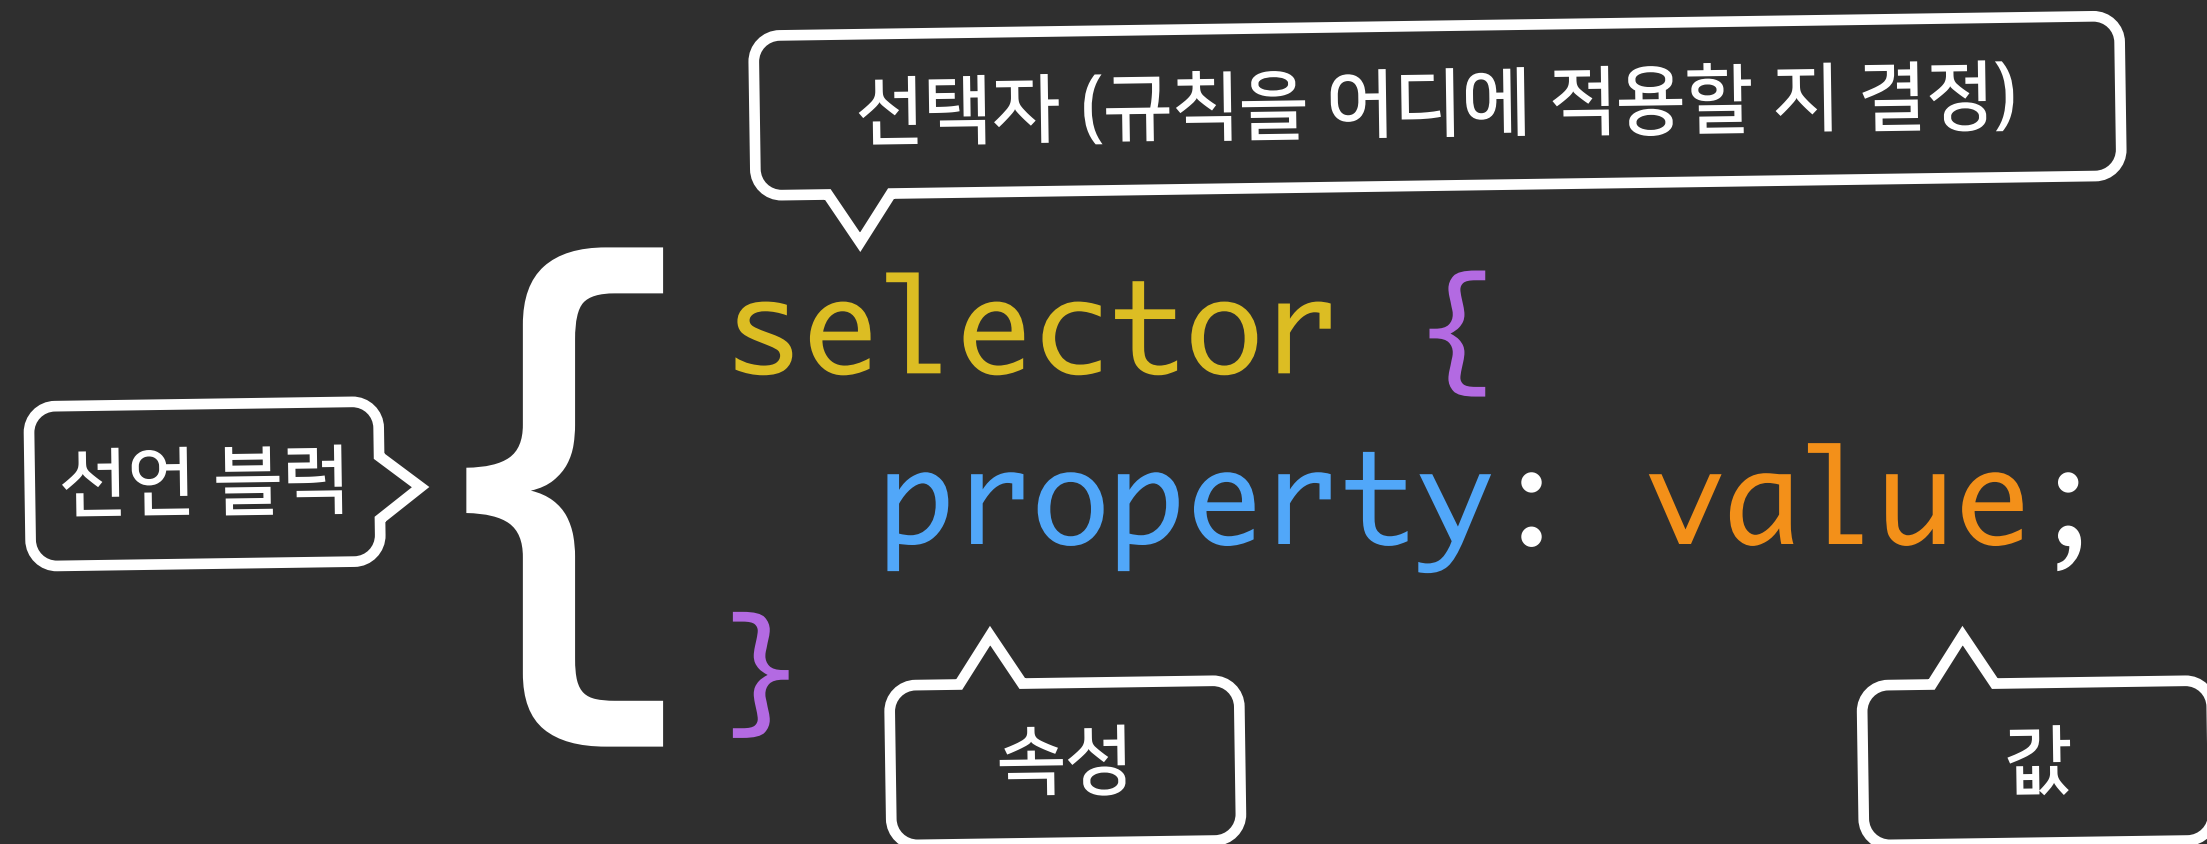 선택자 (규칙을 어디에 적용할 지 결정)
selector {
선언 블럭
property: value;
}
속성
값